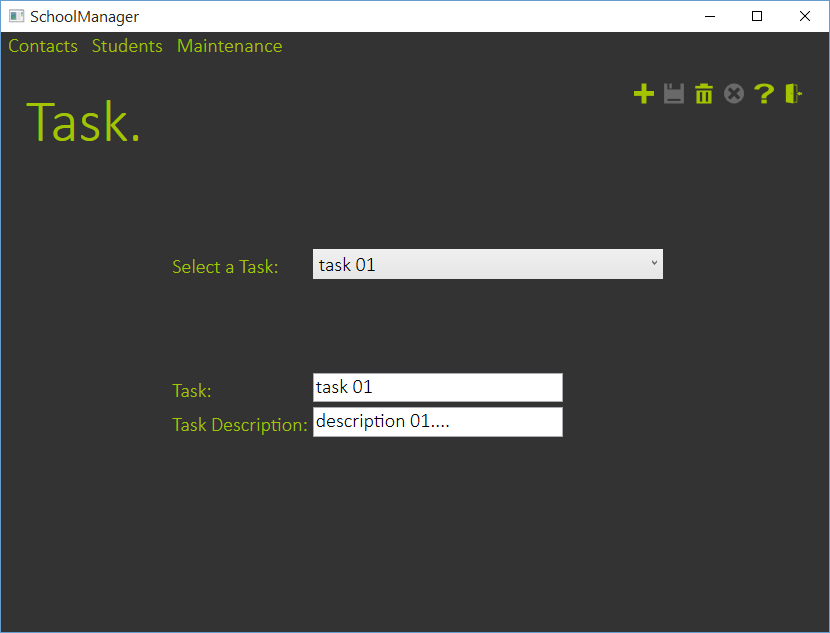 SchoolManager
Contacts Students Maintenance
Task.
Select a Task: task 01
Task: task 01
Task Description: description 01....